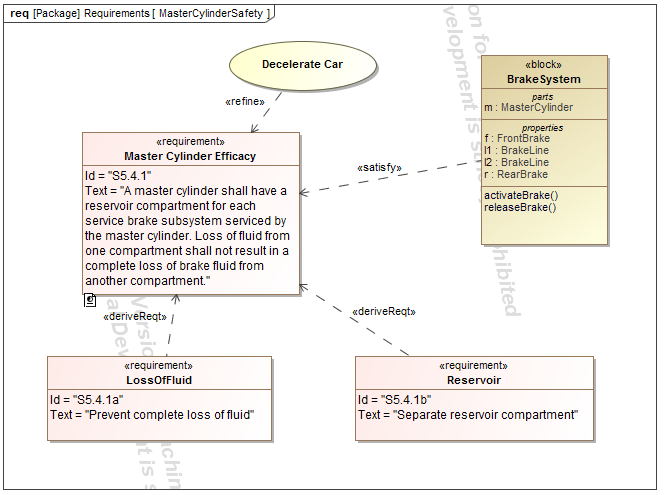 req [Package] Requirements [ MasterCylinderSafety ]
Decelerate Car
«refine»
«block»
BrakeSystem
parts
m : MasterCylinder
properties
f : FrontBrake
l1 : BrakeLine
l2 : BrakeLine
r : RearBrake
activateBrake()
releaseBrake()
«satisfy»
«requirement»
Master Cylinder Efficacy
Id = "S5.4.1"
Text = "A master cylinder shall have a
reservoir compartment for each
service brake subsystem serviced by
the master cylinder. Loss of fluid from
one compartment shall not result in a
complete loss of brake fluid from
another compartment."
«deriveReqt»
«deriveReqt»
«requirement»
LossOfFluid
Id = "S5.4.1a"
Text = "Prevent complete loss of fluid"
«requirement»
Reservoir
Id = "S5.4.1b"
Text = "Separate reservoir compartment"